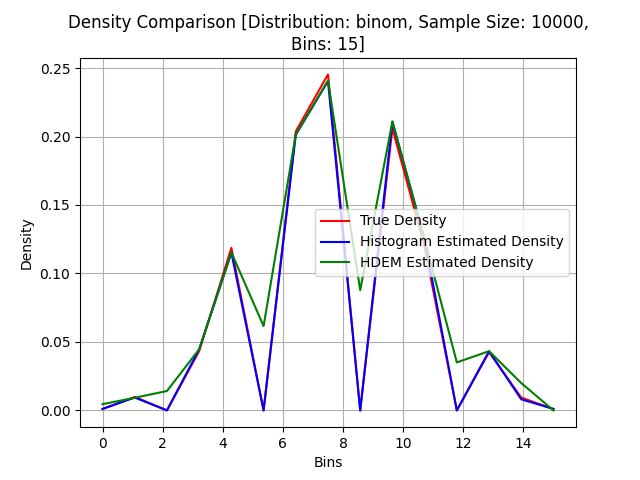 Density Comparison [Distribution: binom, Sample Size: 10000,
Bins: 15]
Density
0.25
0.20
0.15
0.10
0.05
0.00
True Density
Histogram Estimated Density
HDEM Estimated Density
0 2 4 6 8 10 12 14
Bins